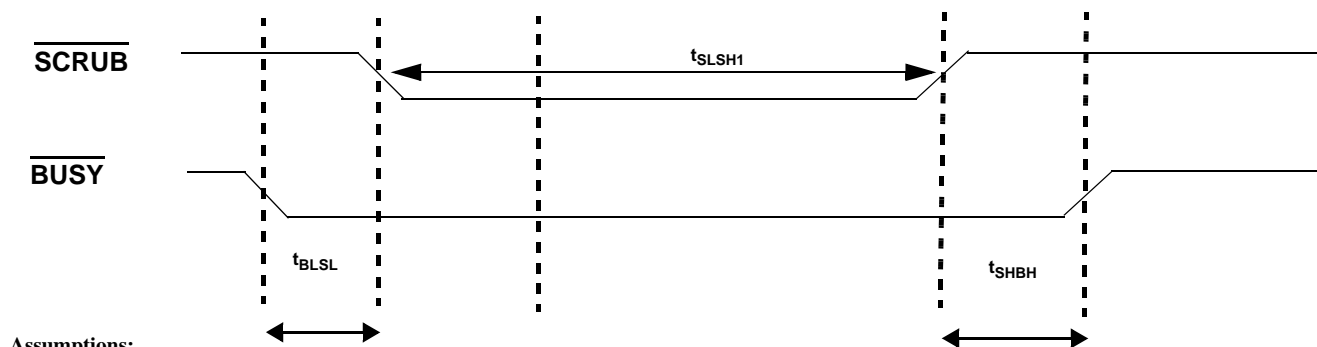 SCRUB
tSLSH1
BUSY
tBLSL
tSHBH
Assumptions: